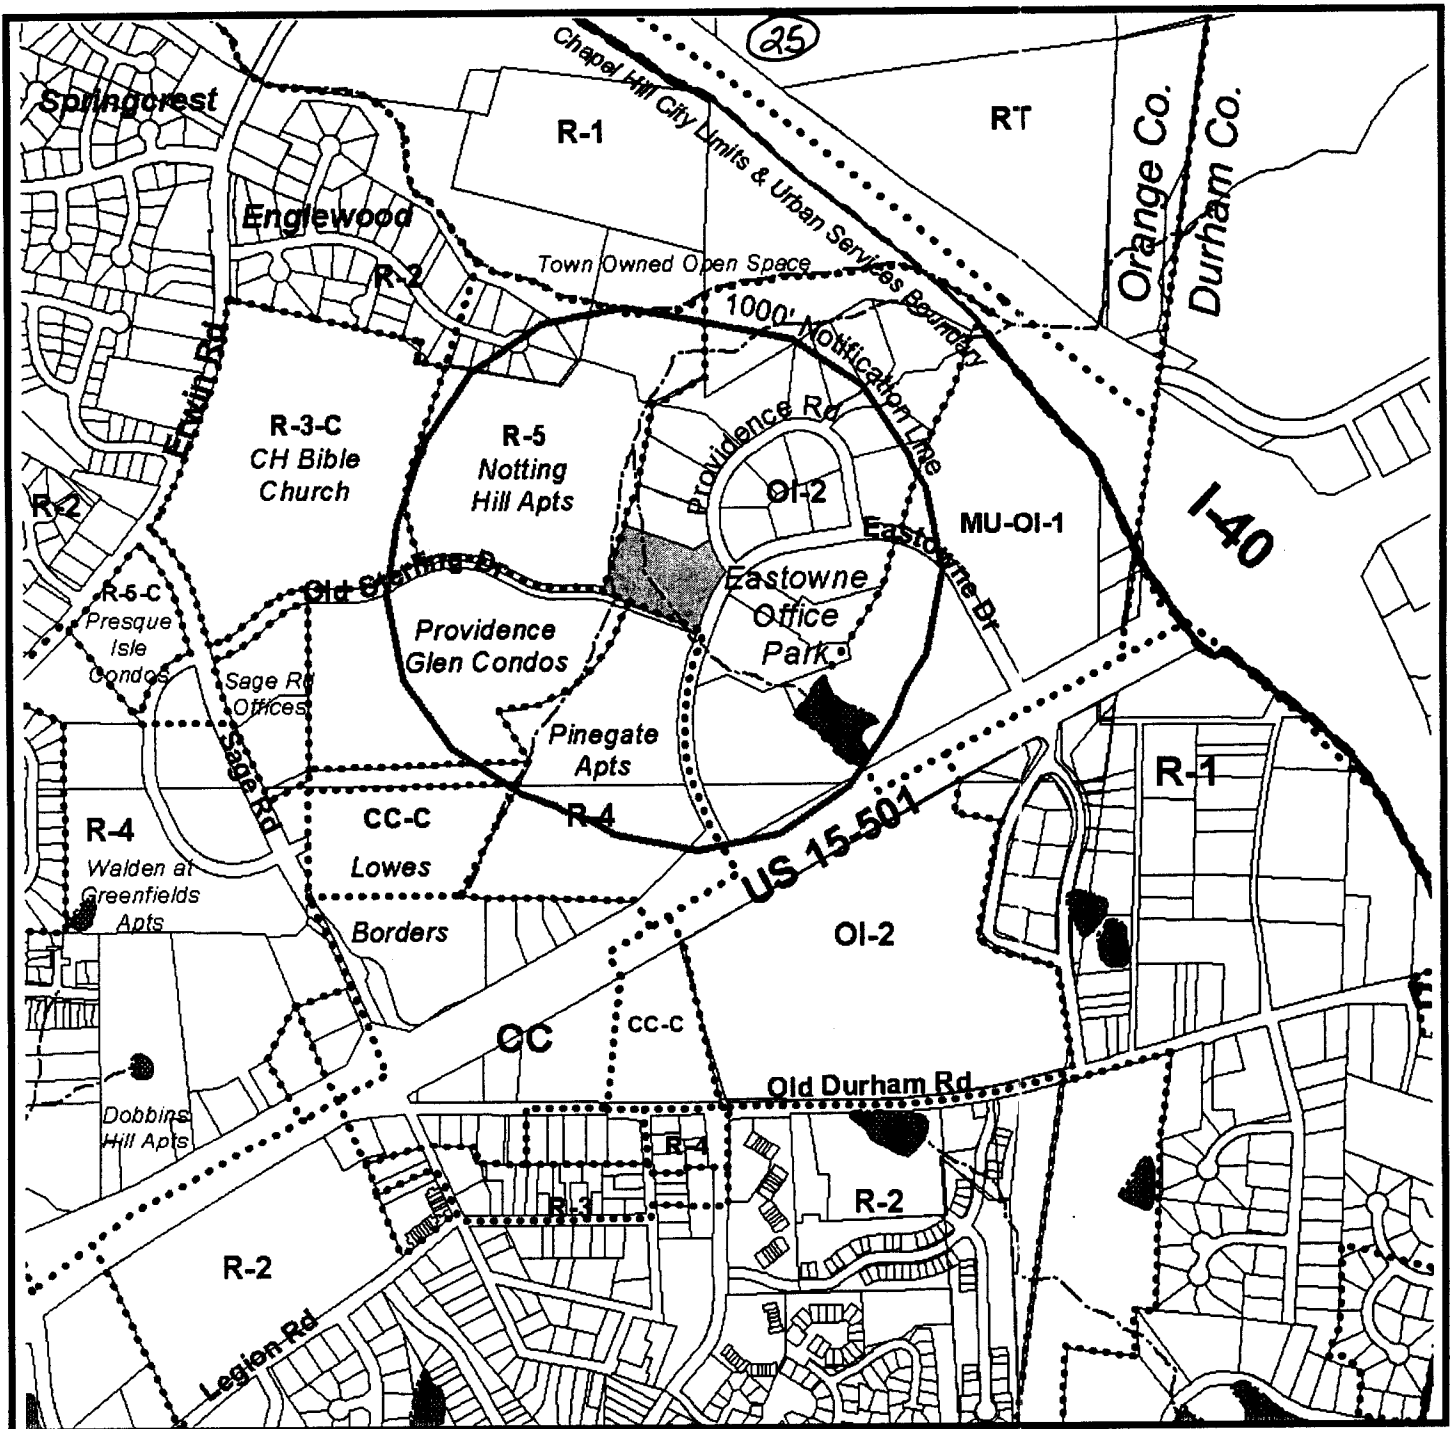 25
Chapel Hill City Limits & Urban Services Boundary
Springcrest
R-1
RT
Orange Co.
Durham Co.
Englewood
R-2
Town Owned Open Space
1000' Notification Line
Erwin Rd
R-3-C
CH Bible
Church
R-5
Notting
Hill Apts
Providence Rd
OI-2
MU-OI-1
I-40
R-2
Eastowne Dr
Old Sterling Dr
Eastowne
Office
Park
R-5-C
Presque
Isle
Condos
Providence
Glen Condos
Sage Rd
Offices
Pinegate
Apts
Sage Rd
R-1
R-4
CC-C
Lowes
R-4
Walden at
Greenfields
Apts
US 15-501
Borders
OI-2
CC
CC-C
Old Durham Rd
Dobbins
Hill Apts
R-4
R-3
R-2
R-2
Legion Rd